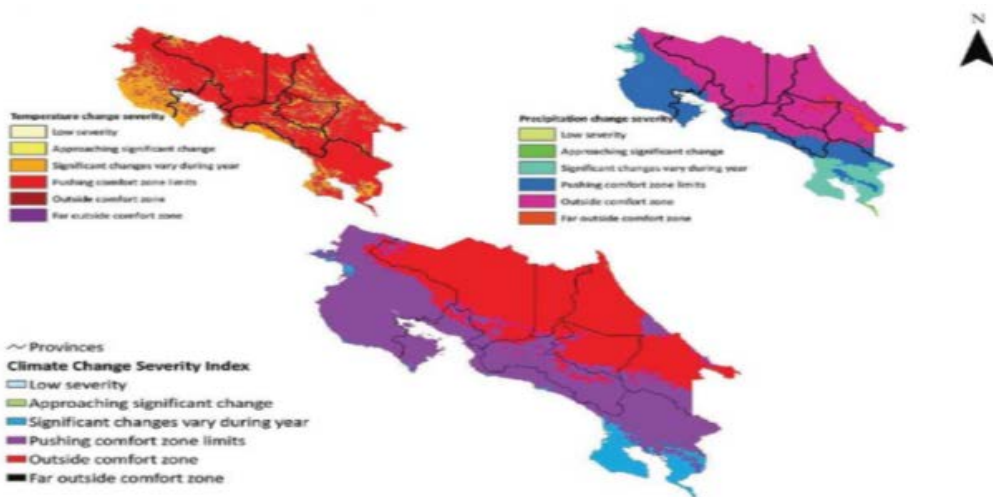 N
Temperature change severity
Low severity
Approaching significant change
Significant changes vary during year
Pushing comfort zone limits
Outside comfort zone
Far outside comfort zone
Precipitation change severity
Low severity
Approaching significant change
Significant changes vary during year
Pushing comfort zone limits
Outside comfort zone
Far outside comfort zone
Provinces
Climate Change Severity Index
Low severity
Approaching significant change
Significant changes vary during year
Pushing comfort zone limits
Outside comfort zone
Far outside comfort zone